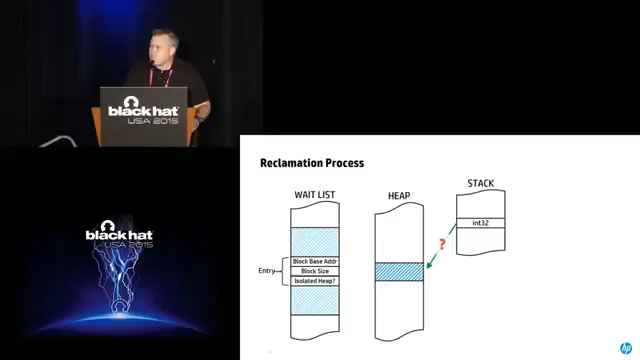 black hat
USA 2015
black hat
USA 2015
Reclamation Process
WAIT LIST
HEAP
STACK
int32
?
Block Base Addr
Entry
Block Size
Isolated Heap?
hp